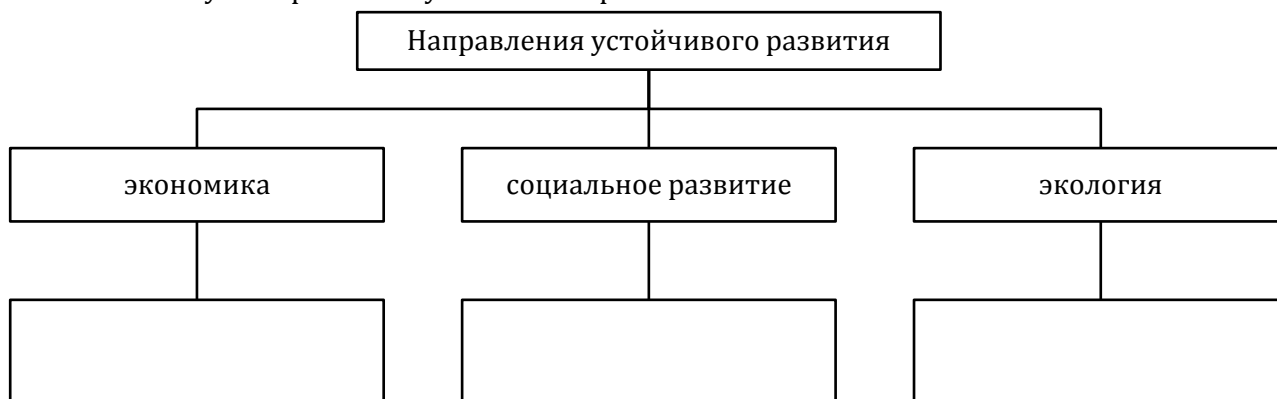 Направления устойчивого развития
экономика
социальное развитие
экология